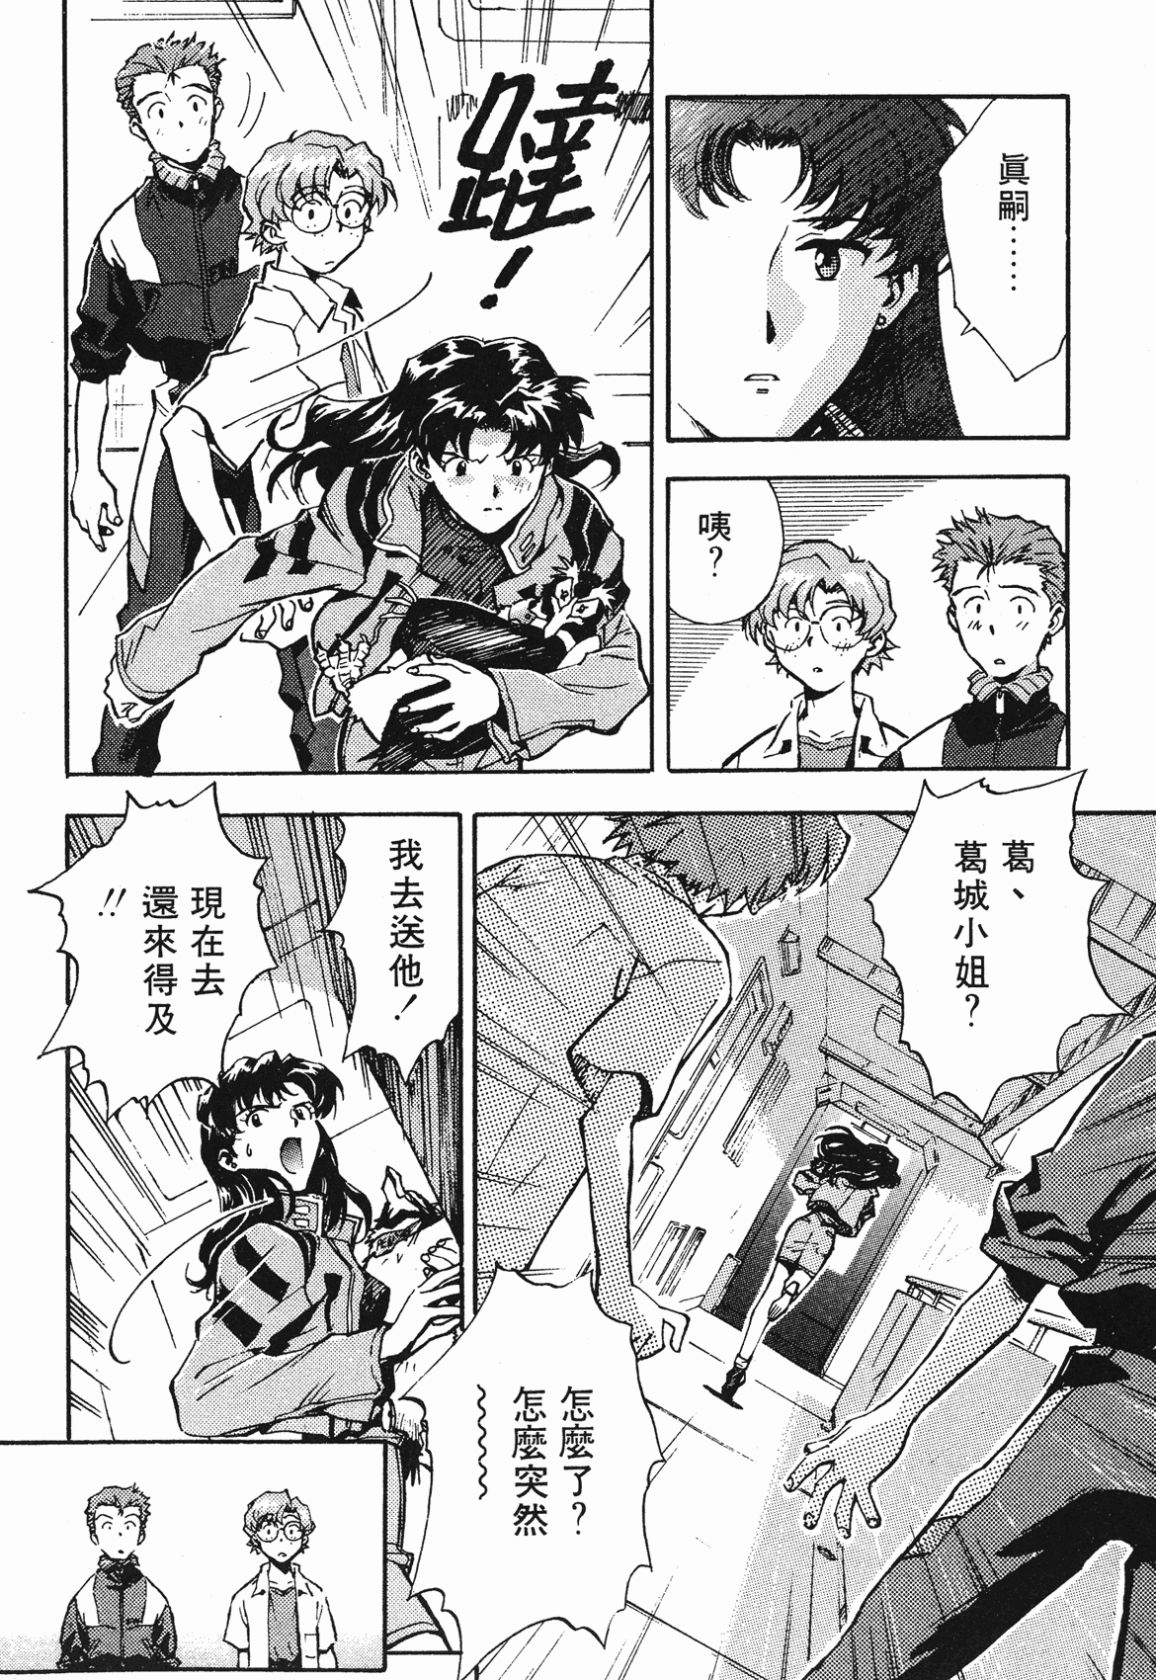 眞嗣……
咦？
躂！
葛、
葛城小姐？
怎麼了？
怎麼突然
我去送他！
現在去
還來得及
！！